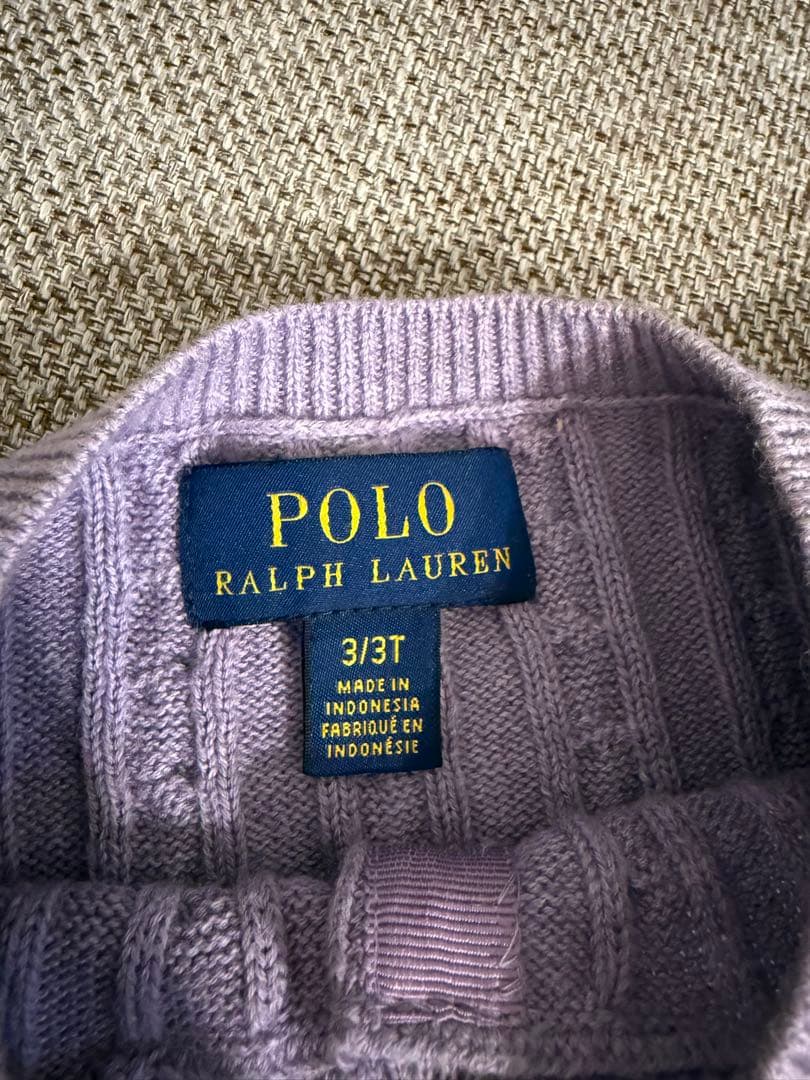 POLO
RALPH LAUREN
3/3T
MADE IN
INDONESIA
FABRIQUÉ EN
INDONÉSIE